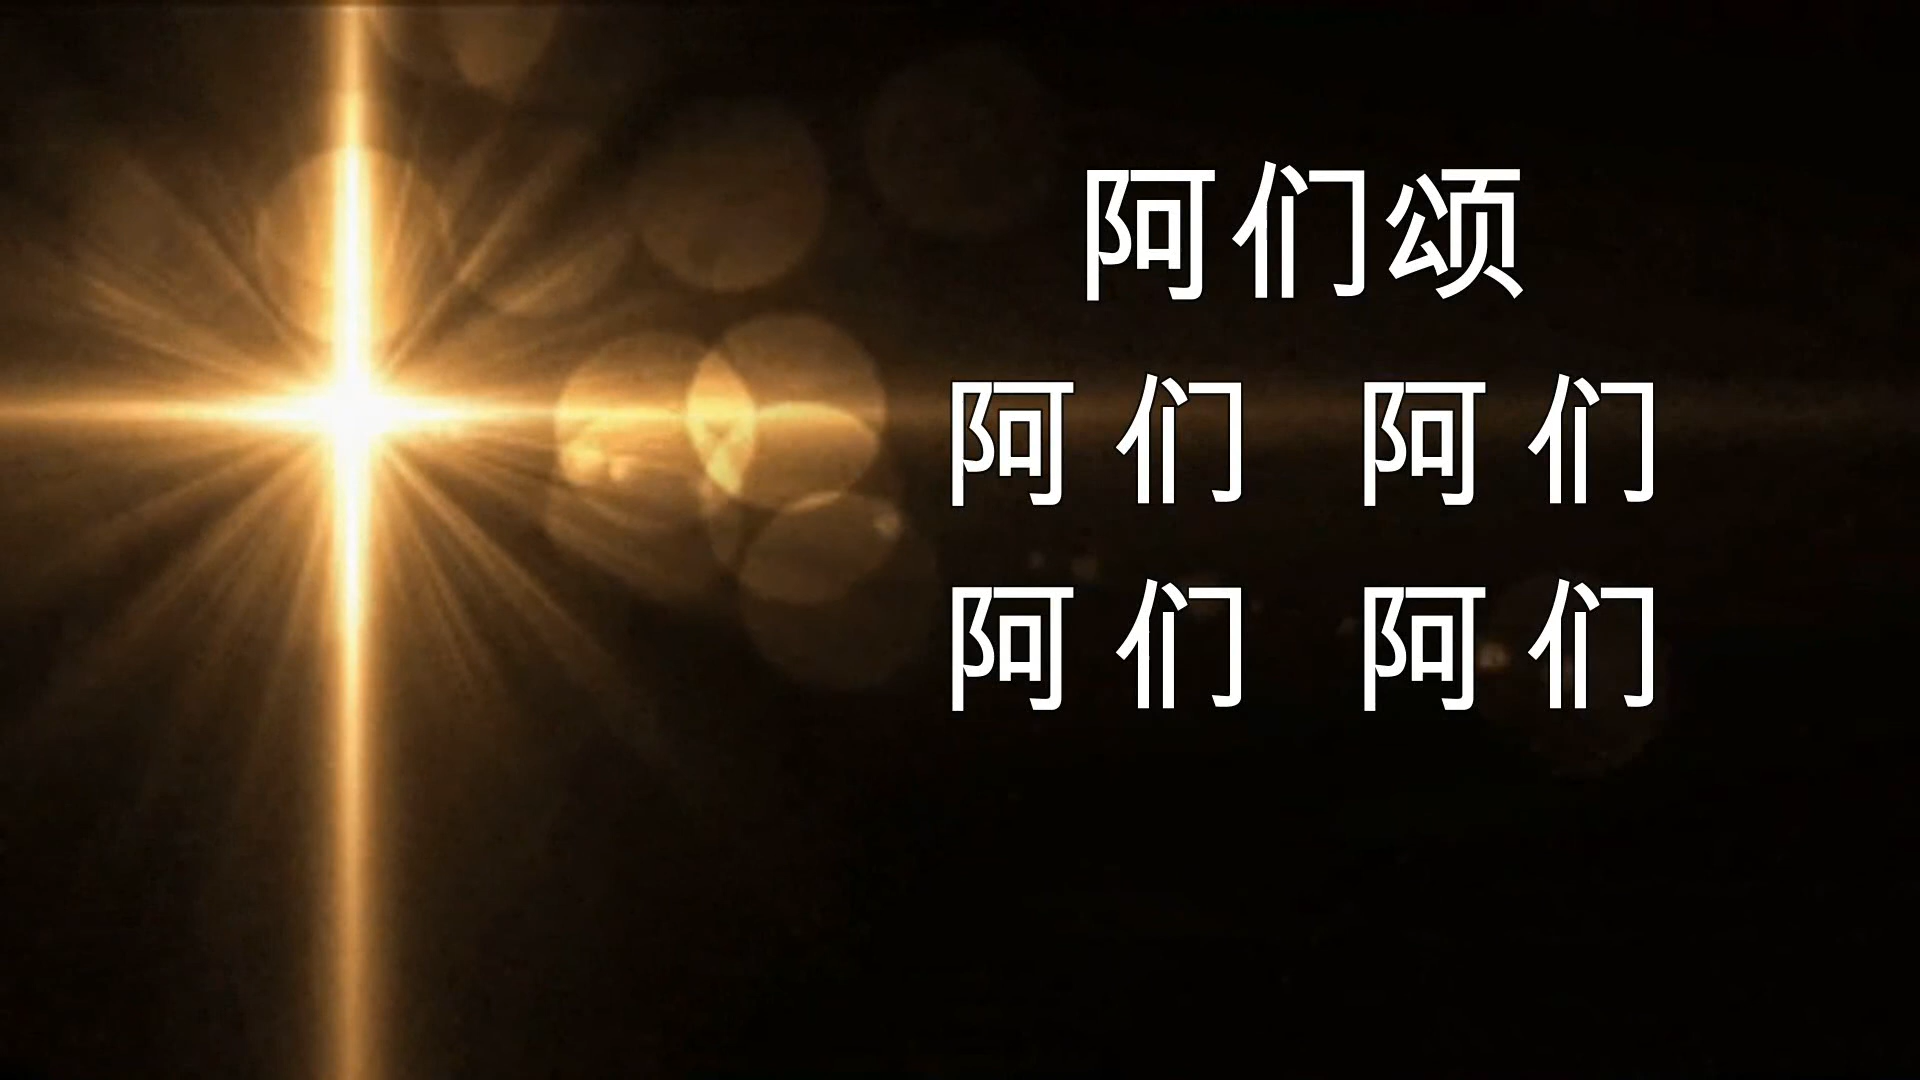 阿们颂
阿 们  阿 们
阿 们  阿 们